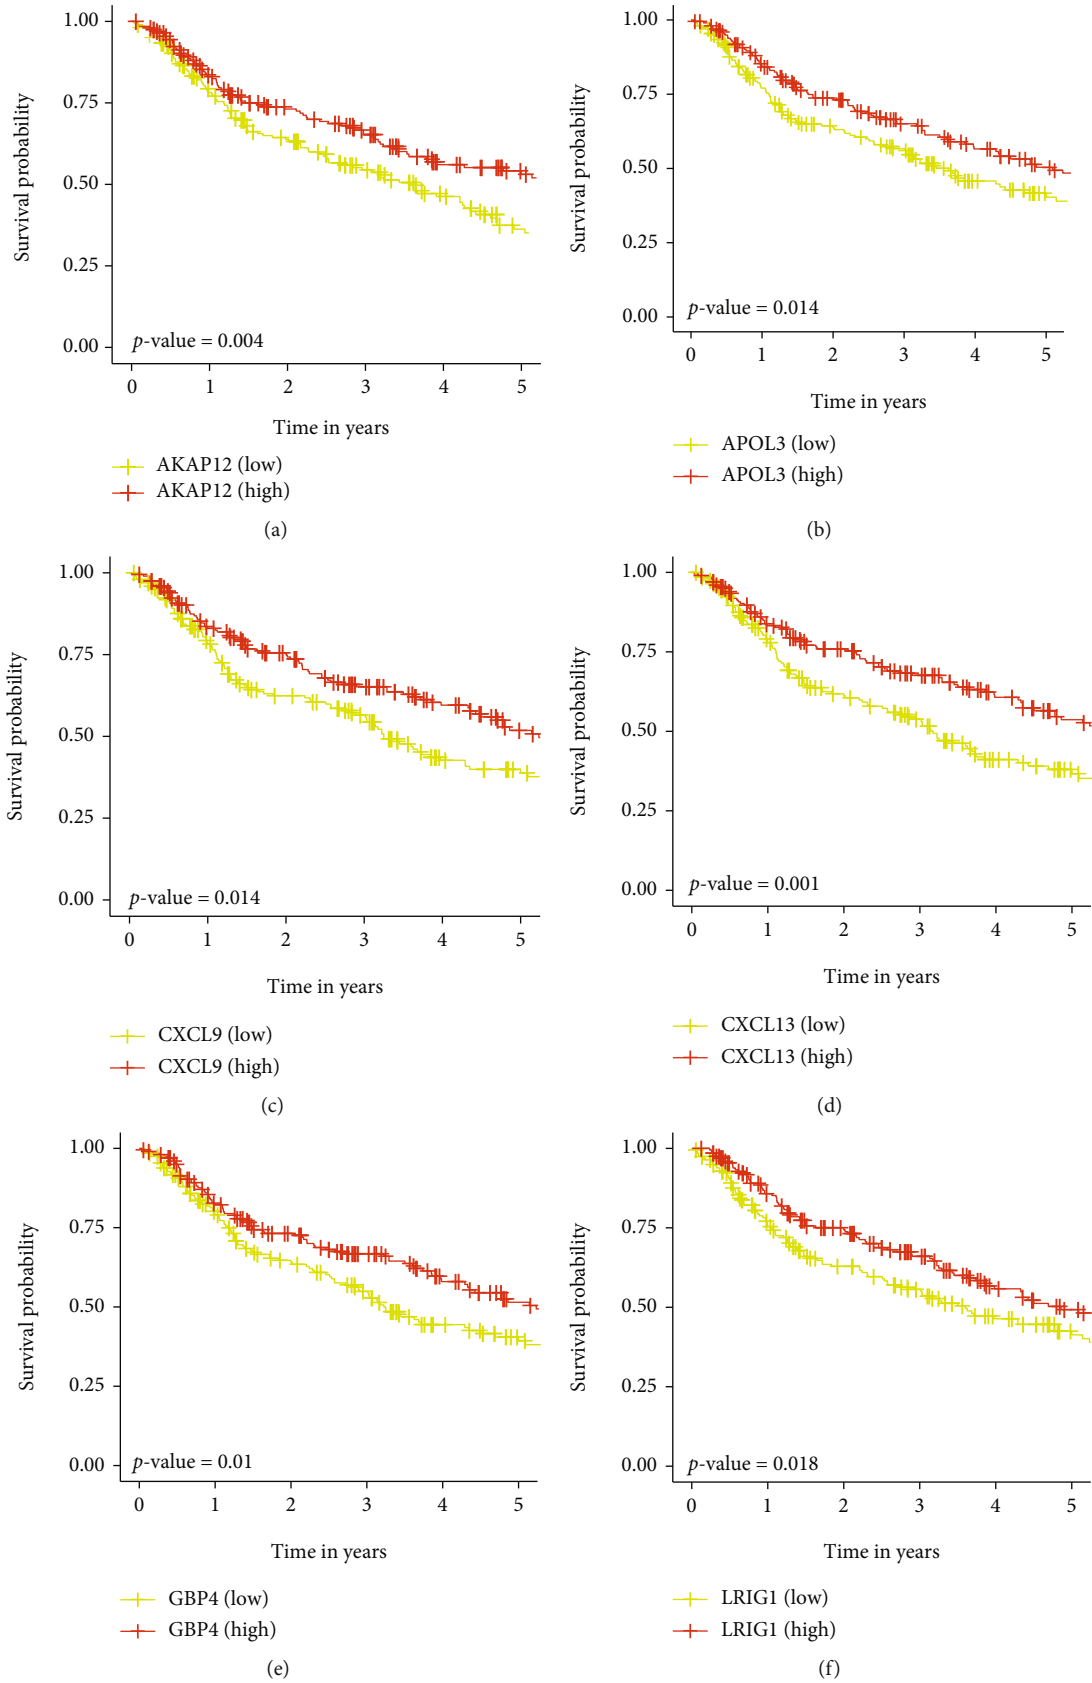 1.00
0.75
0.50
0.25
0.00
Survival probability
p-value = 0.004
0 1 2 3 4 5
Time in years
AKAP12 (low)
AKAP12 (high)
(a)
1.00
0.75
0.50
0.25
0.00
Survival probability
p-value = 0.014
0 1 2 3 4 5
Time in years
APOL3 (low)
APOL3 (high)
(b)
1.00
0.75
0.50
0.25
0.00
Survival probability
p-value = 0.014
0 1 2 3 4 5
Time in years
CXCL9 (low)
CXCL9 (high)
(c)
1.00
0.75
0.50
0.25
0.00
Survival probability
p-value = 0.001
0 1 2 3 4 5
Time in years
CXCL13 (low)
CXCL13 (high)
(d)
1.00
0.75
0.50
0.25
0.00
Survival probability
p-value = 0.01
0 1 2 3 4 5
Time in years
GBP4 (low)
GBP4 (high)
(e)
1.00
0.75
0.50
0.25
0.00
Survival probability
p-value = 0.018
0 1 2 3 4 5
Time in years
LRIG1 (low)
LRIG1 (high)
(f)